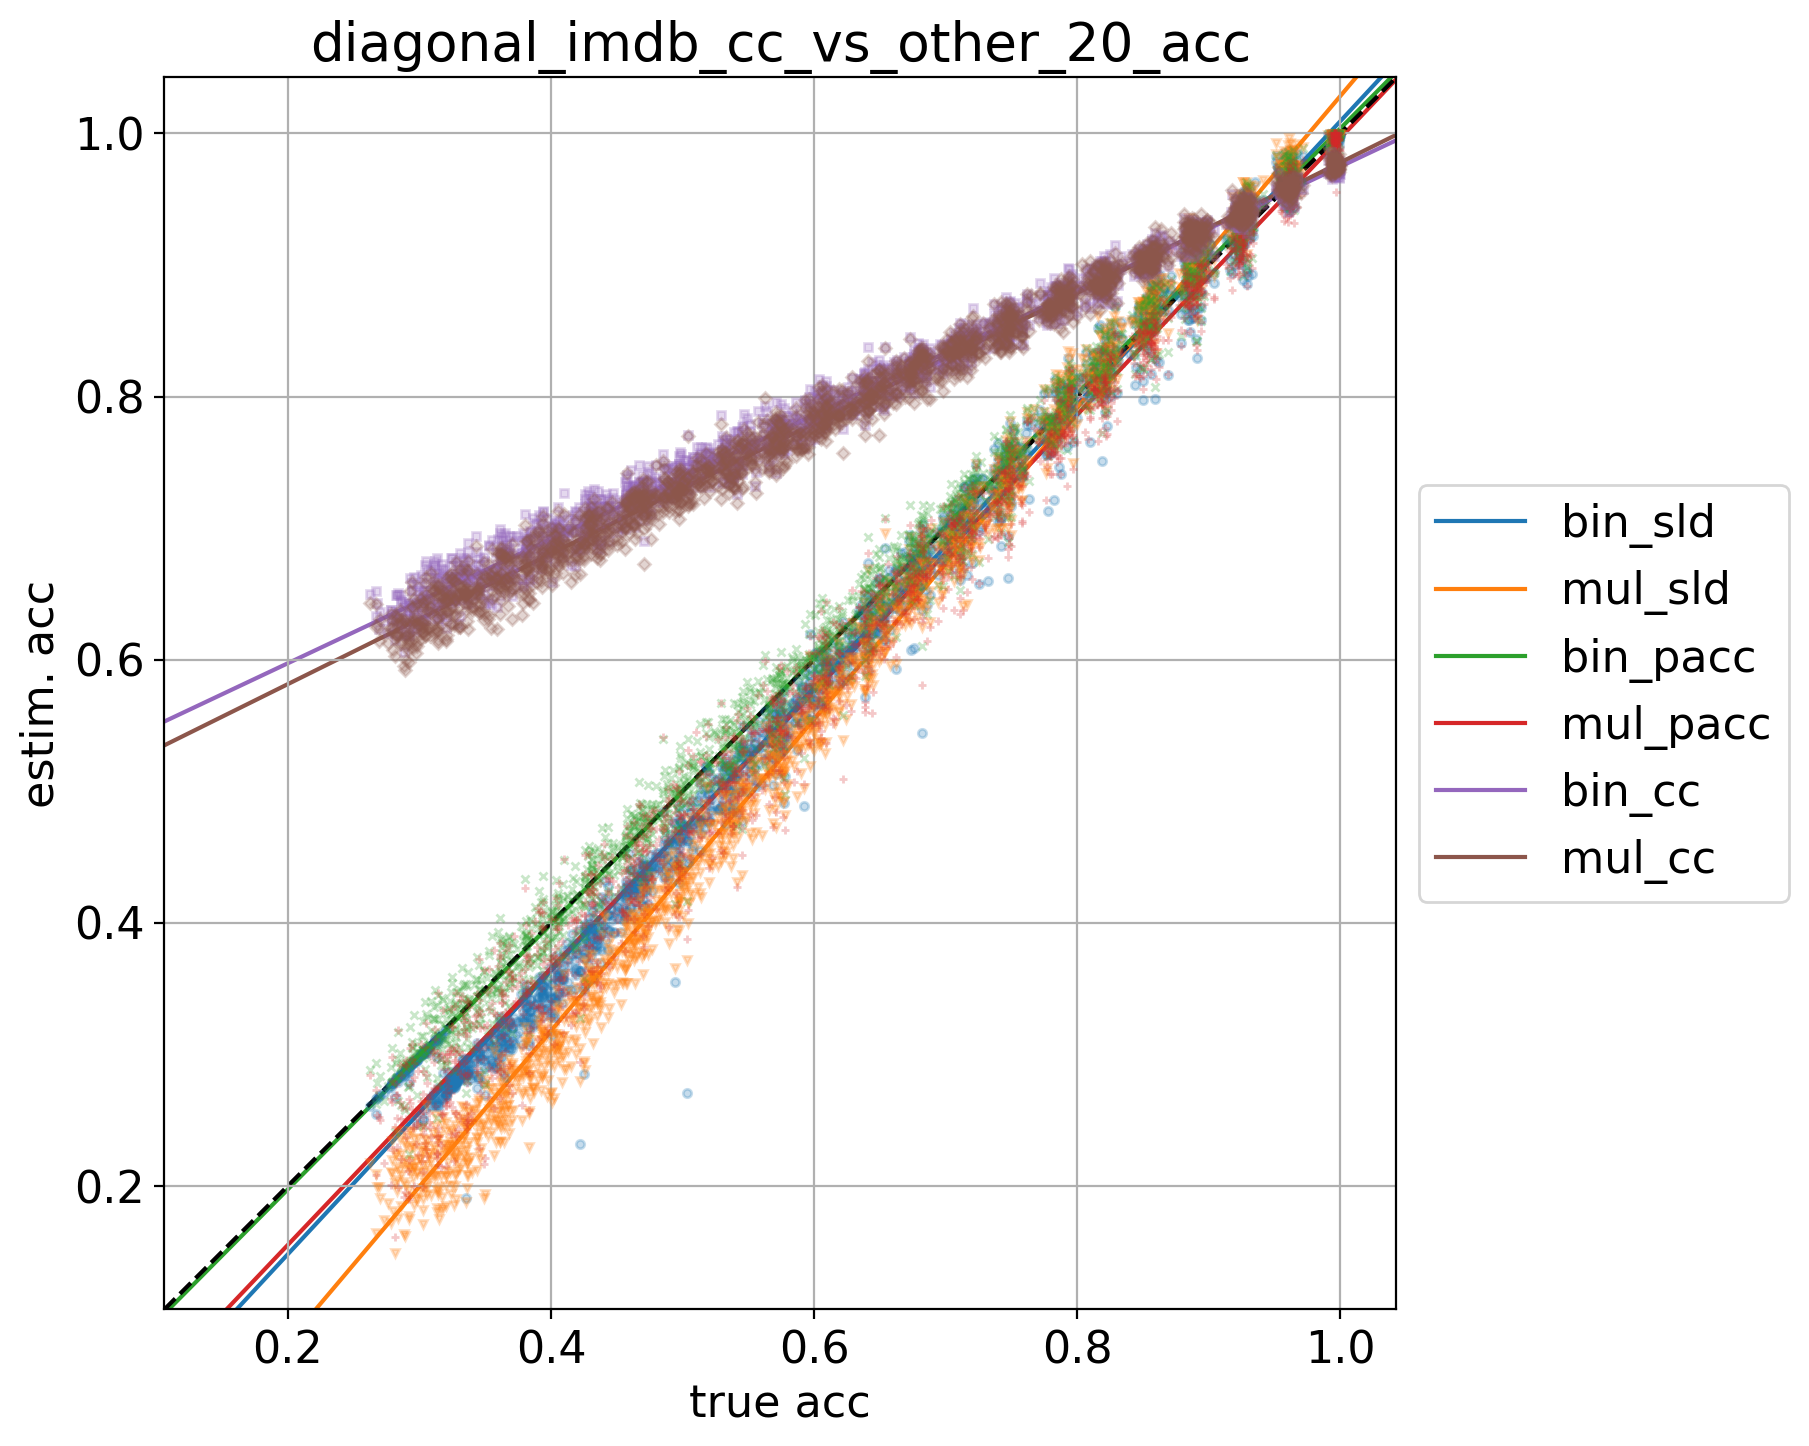 diagonal_imdb_cc_vs_other_20_acc
estim. acc
1.0
0.8
0.6
0.4
0.2
0.2 0.4 0.6 0.8 1.0
true acc
bin_sld
mul_sld
bin_pacc
mul_pacc
bin_cc
mul_cc